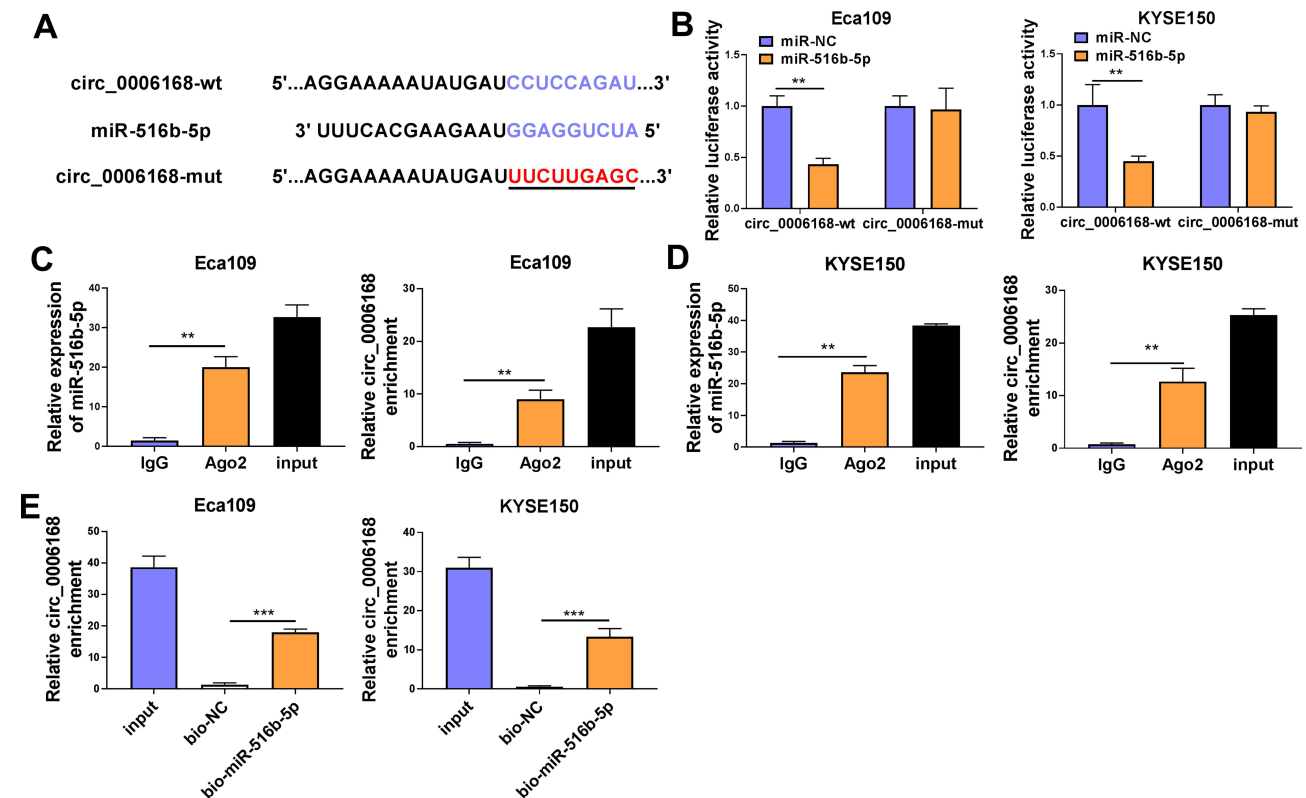 A
circ_0006168-wt 5'...AGGAAAAAUAUGAUCCUCCAGAU...3'
miR-516b-5p 3' UUUCACGAAGAAUGGAGGUCUA 5'
circ_0006168-mut 5'...AGGAAAAAUAUGAUUUCUUGAGC...3'
B
Eca109
miR-NC
miR-516b-5p
Relative luciferase activity
1.5
1.0
0.5
0.0
**
circ_0006168-wt circ_0006168-mut
KYSE150
miR-NC
miR-516b-5p
Relative luciferase activity
1.5
1.0
0.5
0.0
**
circ_0006168-wt circ_0006168-mut
C
Eca109
Relative expression
of miR-516b-5p
40
30
20
10
0
**
IgG Ago2 input
Eca109
Relative circ_0006168
enrichment
30
20
10
0
**
IgG Ago2 input
D
KYSE150
Relative expression
of miR-516b-5p
50
40
30
20
10
0
**
IgG Ago2 input
KYSE150
Relative circ_0006168
enrichment
30
20
10
0
**
IgG Ago2 input
E
Eca109
Relative circ_0006168
enrichment
50
40
30
20
10
0
***
input
bio-NC
bio-miR-516b-5p
KYSE150
Relative circ_0006168
enrichment
40
30
20
10
0
***
input
bio-NC
bio-miR-516b-5p